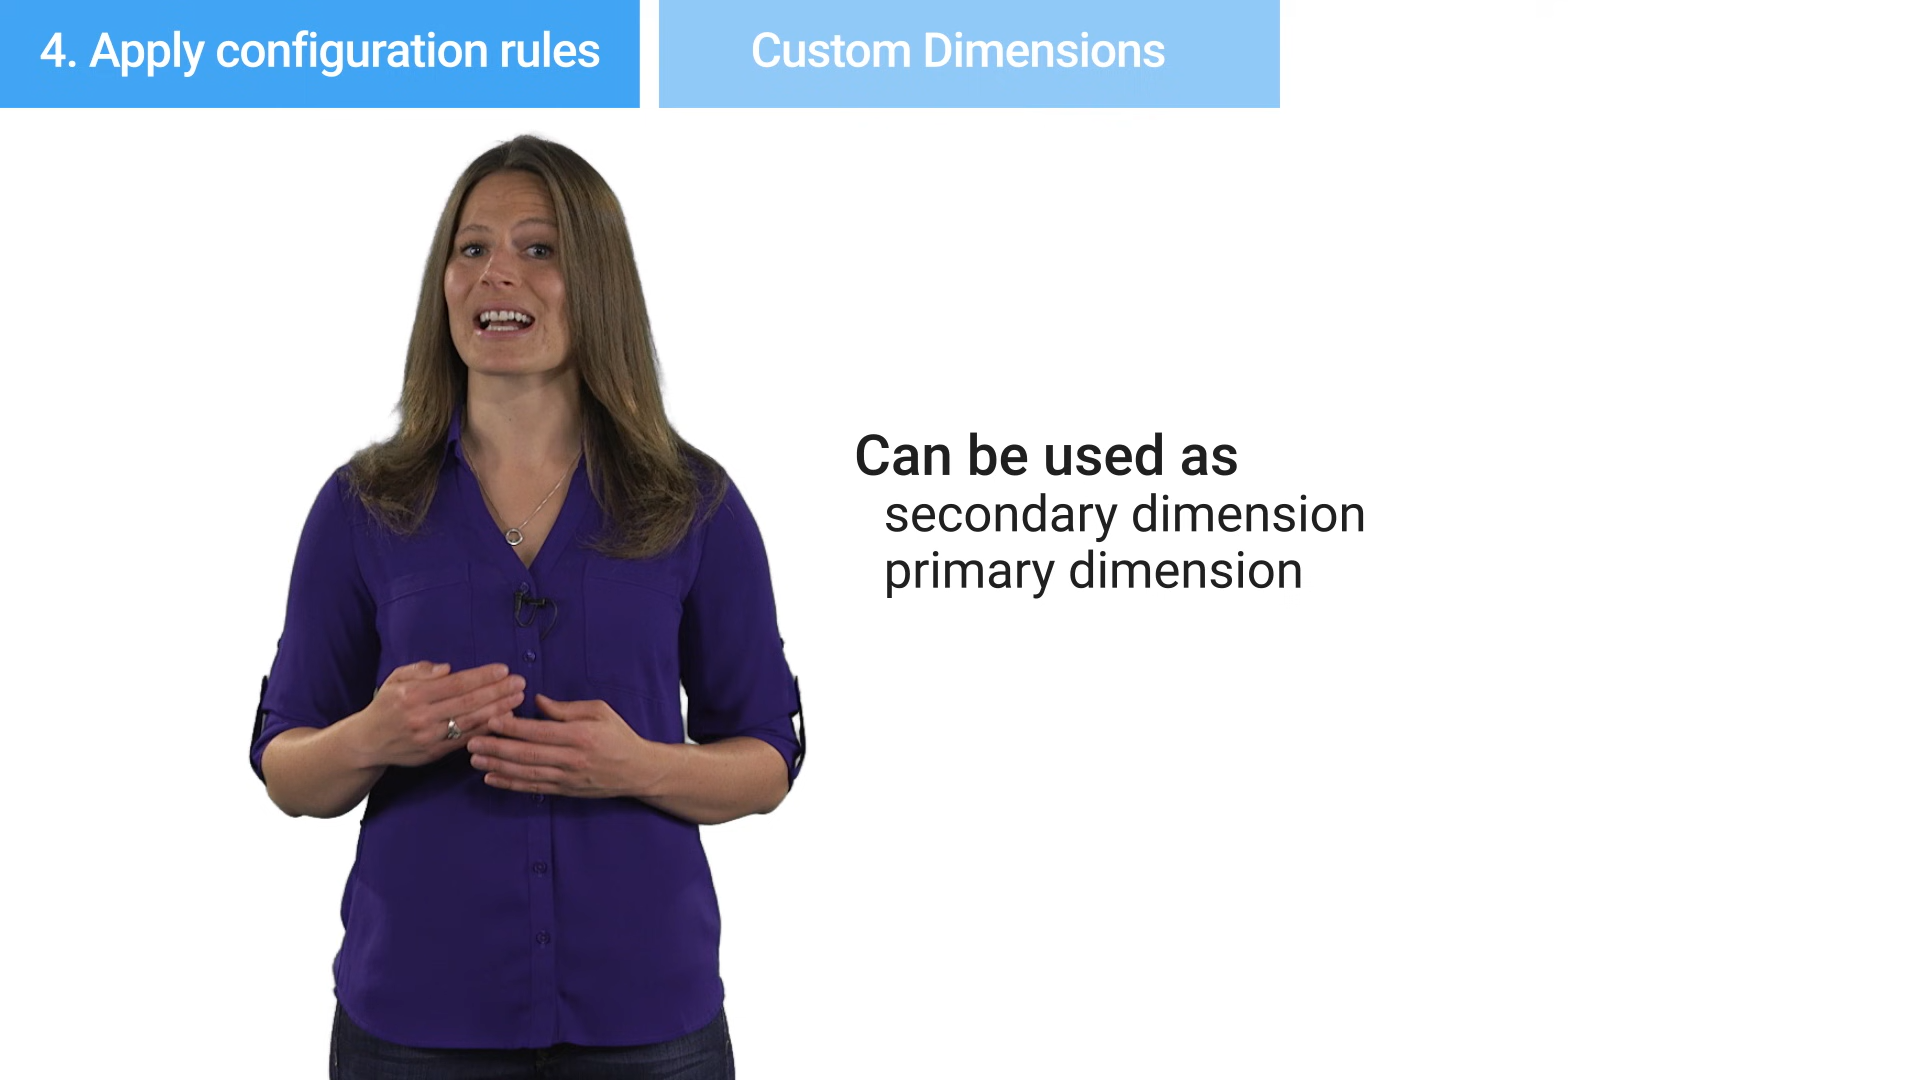 4. Apply configuration rules
Custom Dimensions
Can be used as
secondary dimension
primary dimension